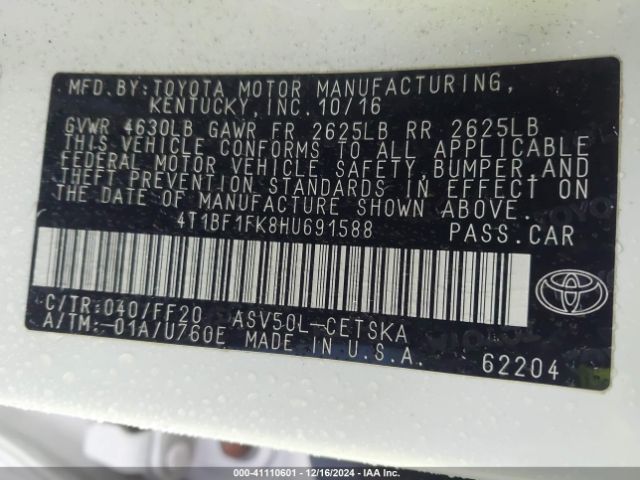 MFD.BY:TOYOTA MOTOR MANUFACTURING,
KENTUCKY,INC.10/16
GVWR 4630LB GAWR FR 2625LB RR 2625LB
THIS VEHICLE CONFORMS TO ALL APPLICABLE
FEDERAL MOTOR VEHICLE SAFETY,BUMPER,AND
THEFT PREVENTION STANDARDS IN EFFECT ON
THE DATE OF MANUFACTURE SHOWN ABOVE.
4T1BF1FK8HU691588 PASS.CAR
C/TR:040/FF20 ASV50L-CETSKA
A/TM:-01A/U760E MADE IN U.S.A.
62204
000-41110601 - 12/16/2024 - IAA